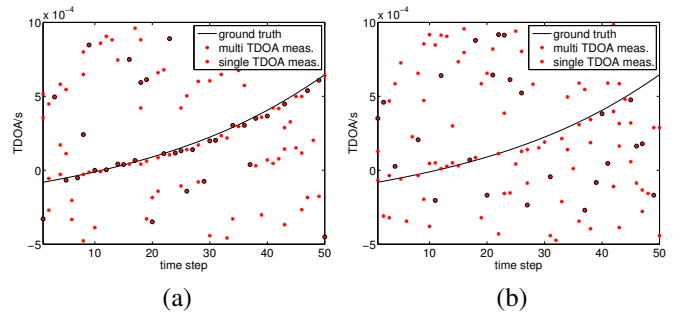 x 10⁻⁴
ground truth
multi TDOA meas.
single TDOA meas.
10
5
0
−5
TDOA's
10 20 30 40 50
time step
(a)
x 10⁻⁴
ground truth
multi TDOA meas.
single TDOA meas.
10
5
0
−5
TDOA's
10 20 30 40 50
time step
(b)